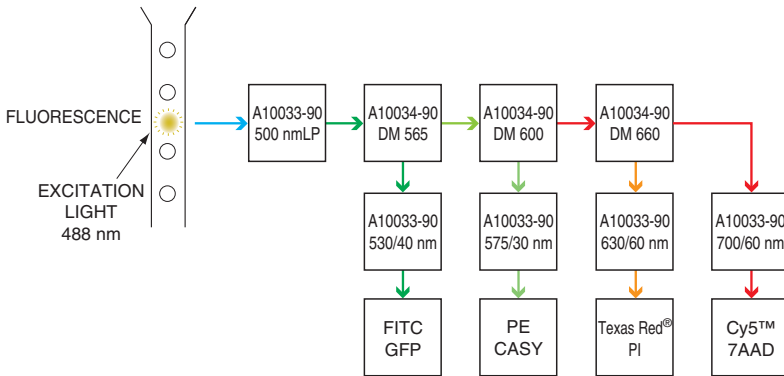 FLUORESCENCE
EXCITATION
LIGHT
488 nm
A10033-90
500 nmLP
A10034-90
DM 565
A10034-90
DM 600
A10034-90
DM 660
A10033-90
530/40 nm
A10033-90
575/30 nm
A10033-90
630/60 nm
A10033-90
700/60 nm
FITC
GFP
PE
CASY
Texas Red®
PI
Cy5™
7AAD